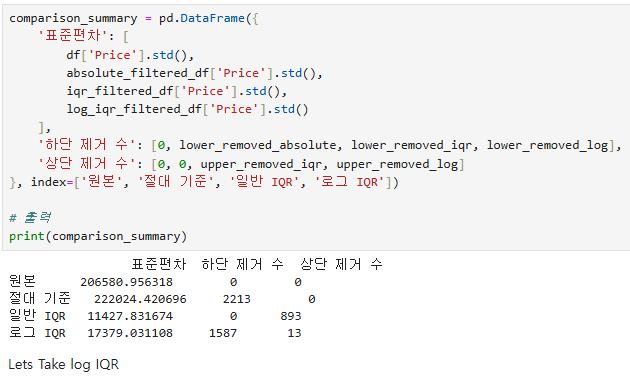 comparison_summary = pd.DataFrame({
    '표준편차': [
        df['Price'].std(),
        absolute_filtered_df['Price'].std(),
        iqr_filtered_df['Price'].std(),
        log_iqr_filtered_df['Price'].std()
    ],
    '하단 제거 수': [0, lower_removed_absolute, lower_removed_iqr, lower_removed_log],
    '상단 제거 수': [0, 0, upper_removed_iqr, upper_removed_log]
}, index=['원본', '절대 기준', '일반 IQR', '로그 IQR'])

# 출력
print(comparison_summary)
표준편차 하단 제거 수 상단 제거 수
원본 206580.956318 0 0
절대 기준 222024.420696 2213 0
일반 IQR 11427.831674 0 893
로그 IQR 17379.031108 1587 13
Lets Take log IQR